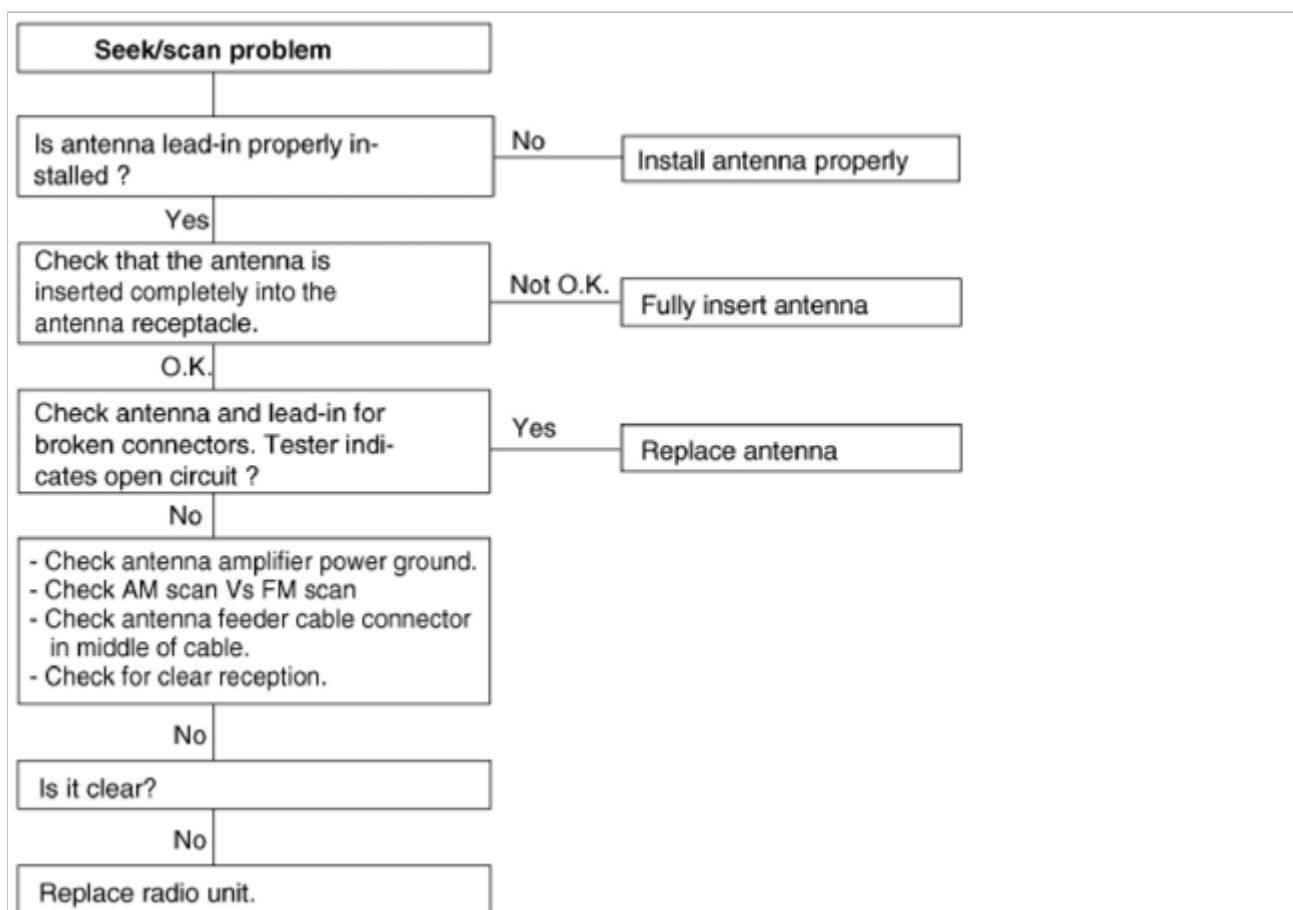 Seek/scan problem
Is antenna lead-in properly in-
stalled ?
No
Install antenna properly
Yes
Check that the antenna is
inserted completely into the
antenna receptacle.
Not O.K.
Fully insert antenna
O.K.
Check antenna and lead-in for
broken connectors. Tester indi-
cates open circuit ?
Yes
Replace antenna
No
- Check antenna amplifier power ground.
- Check AM scan Vs FM scan
- Check antenna feeder cable connector
in middle of cable.
- Check for clear reception.
No
Is it clear?
No
Replace radio unit.